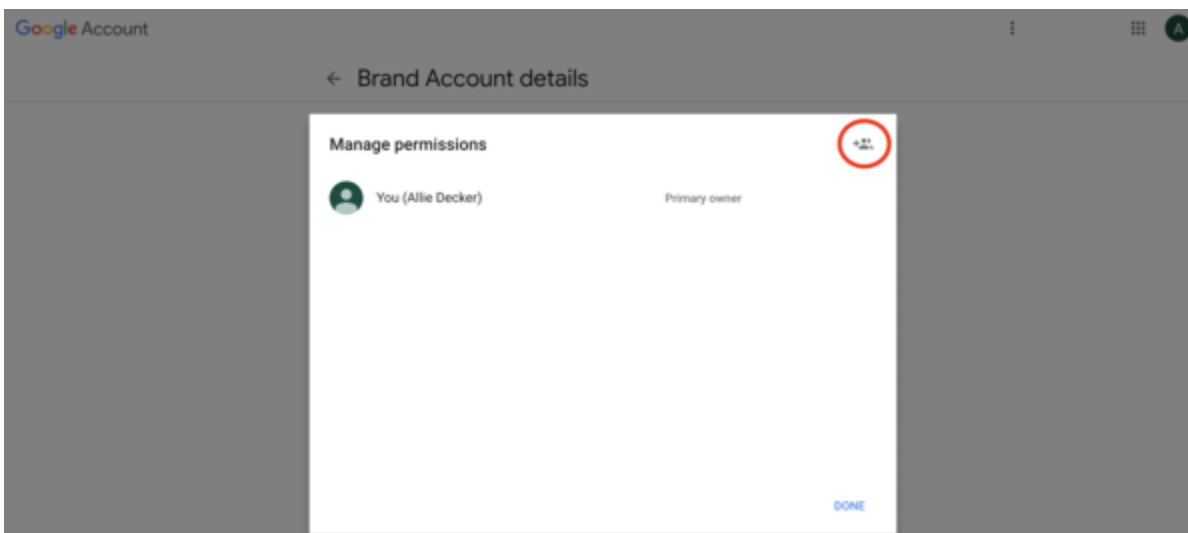 Google Account
A
← Brand Account details
Manage permissions
You (Allie Decker) Primary owner
DONE